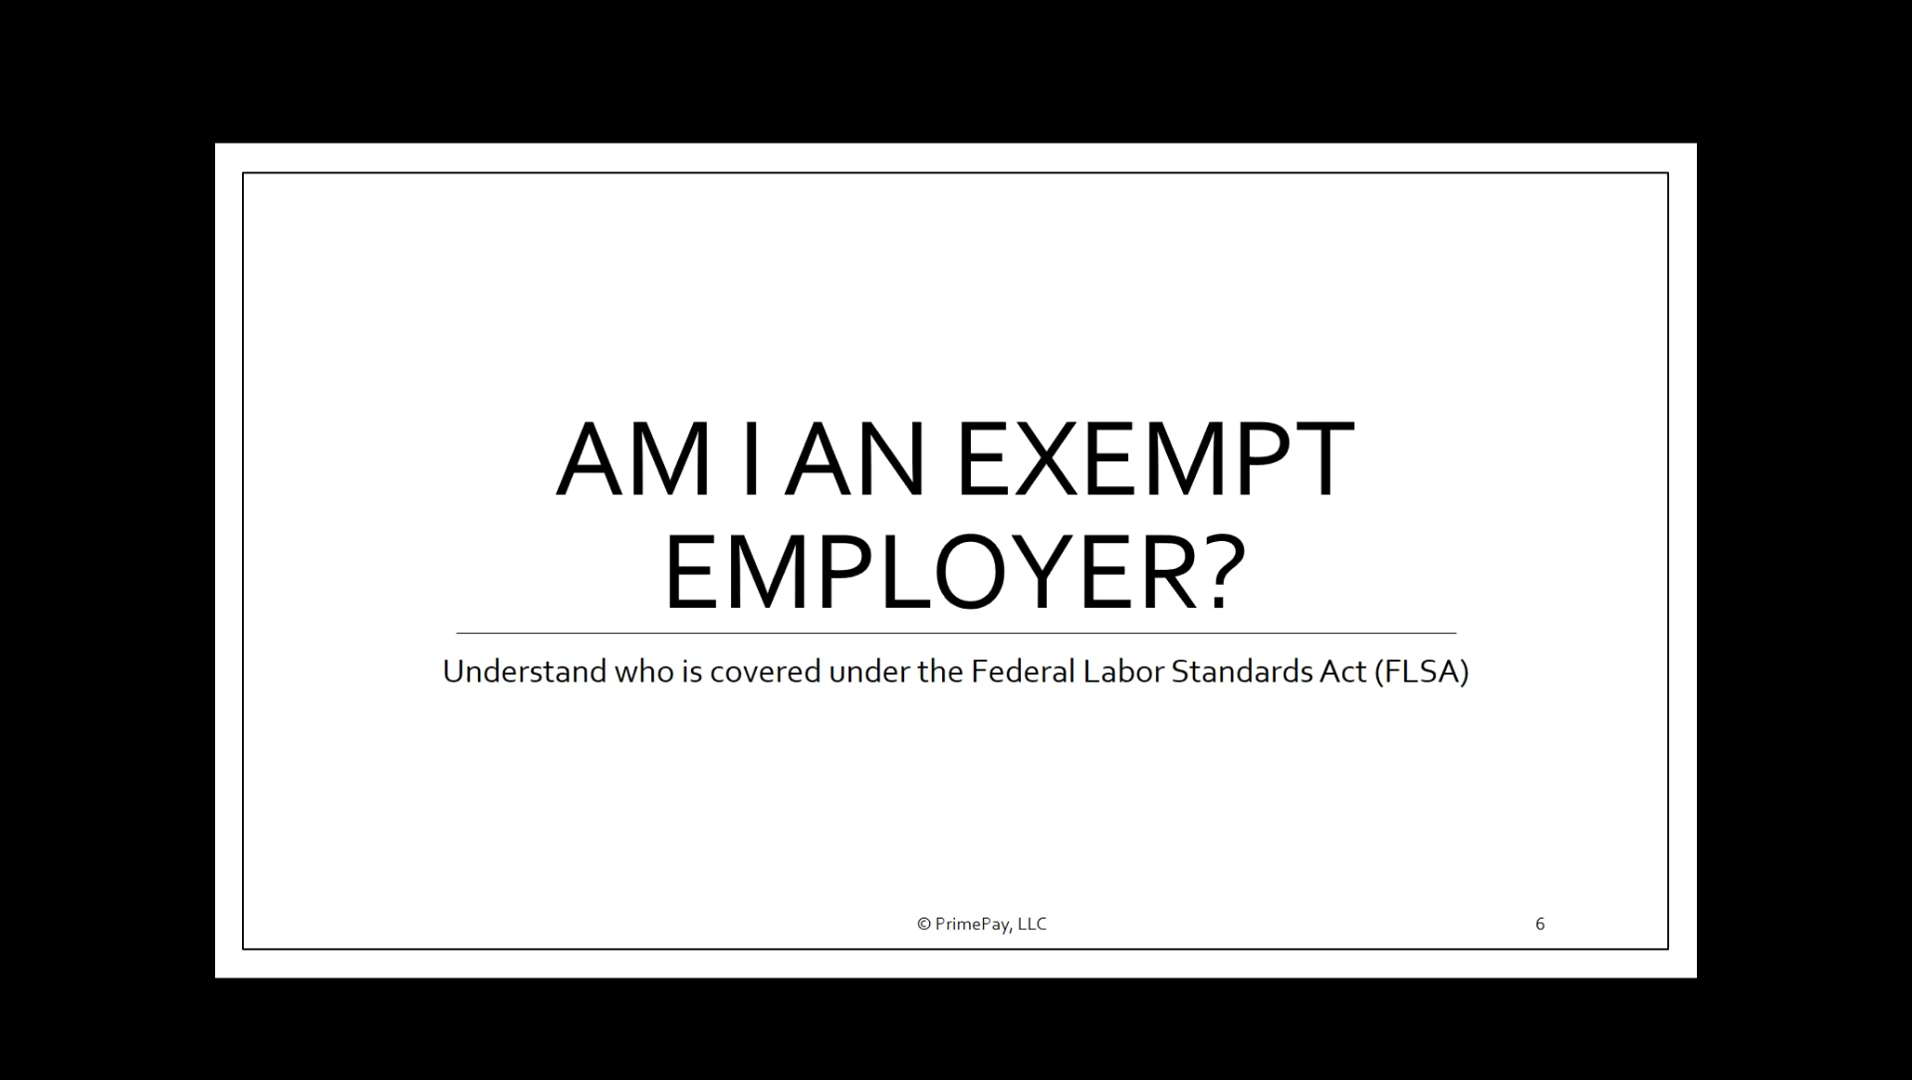 AM I AN EXEMPT
EMPLOYER?
Understand who is covered under the Federal Labor Standards Act (FLSA)
© PrimePay, LLC
6